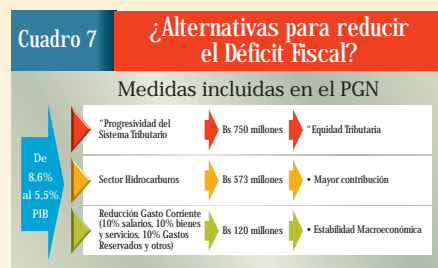 Cuadro 7
¿Alternativas para reducir
el Déficit Fiscal?
Medidas incluidas en el PGN
De
8,6%
al 5,5%
PIB
“Progresividad del
Sistema Tributario
Bs 750 millones
“Equidad Tributaria
Sector Hidrocarburos
Bs 573 millones
• Mayor contribución
Reducción Gasto Corriente
(10% salarios, 10% bienes
y servicios, 10% Gastos
Reservados y otros)
Bs 120 millones
• Estabilidad Macroeconómica